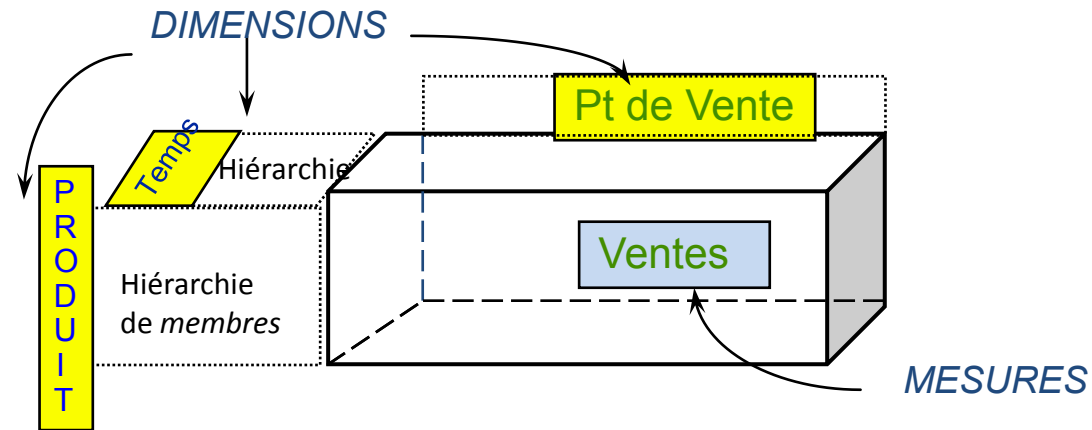 DIMENSIONS
Pt de Vente
Temps
Hiérarchie
PRODUIT
Ventes
Hiérarchie
de membres
MESURES